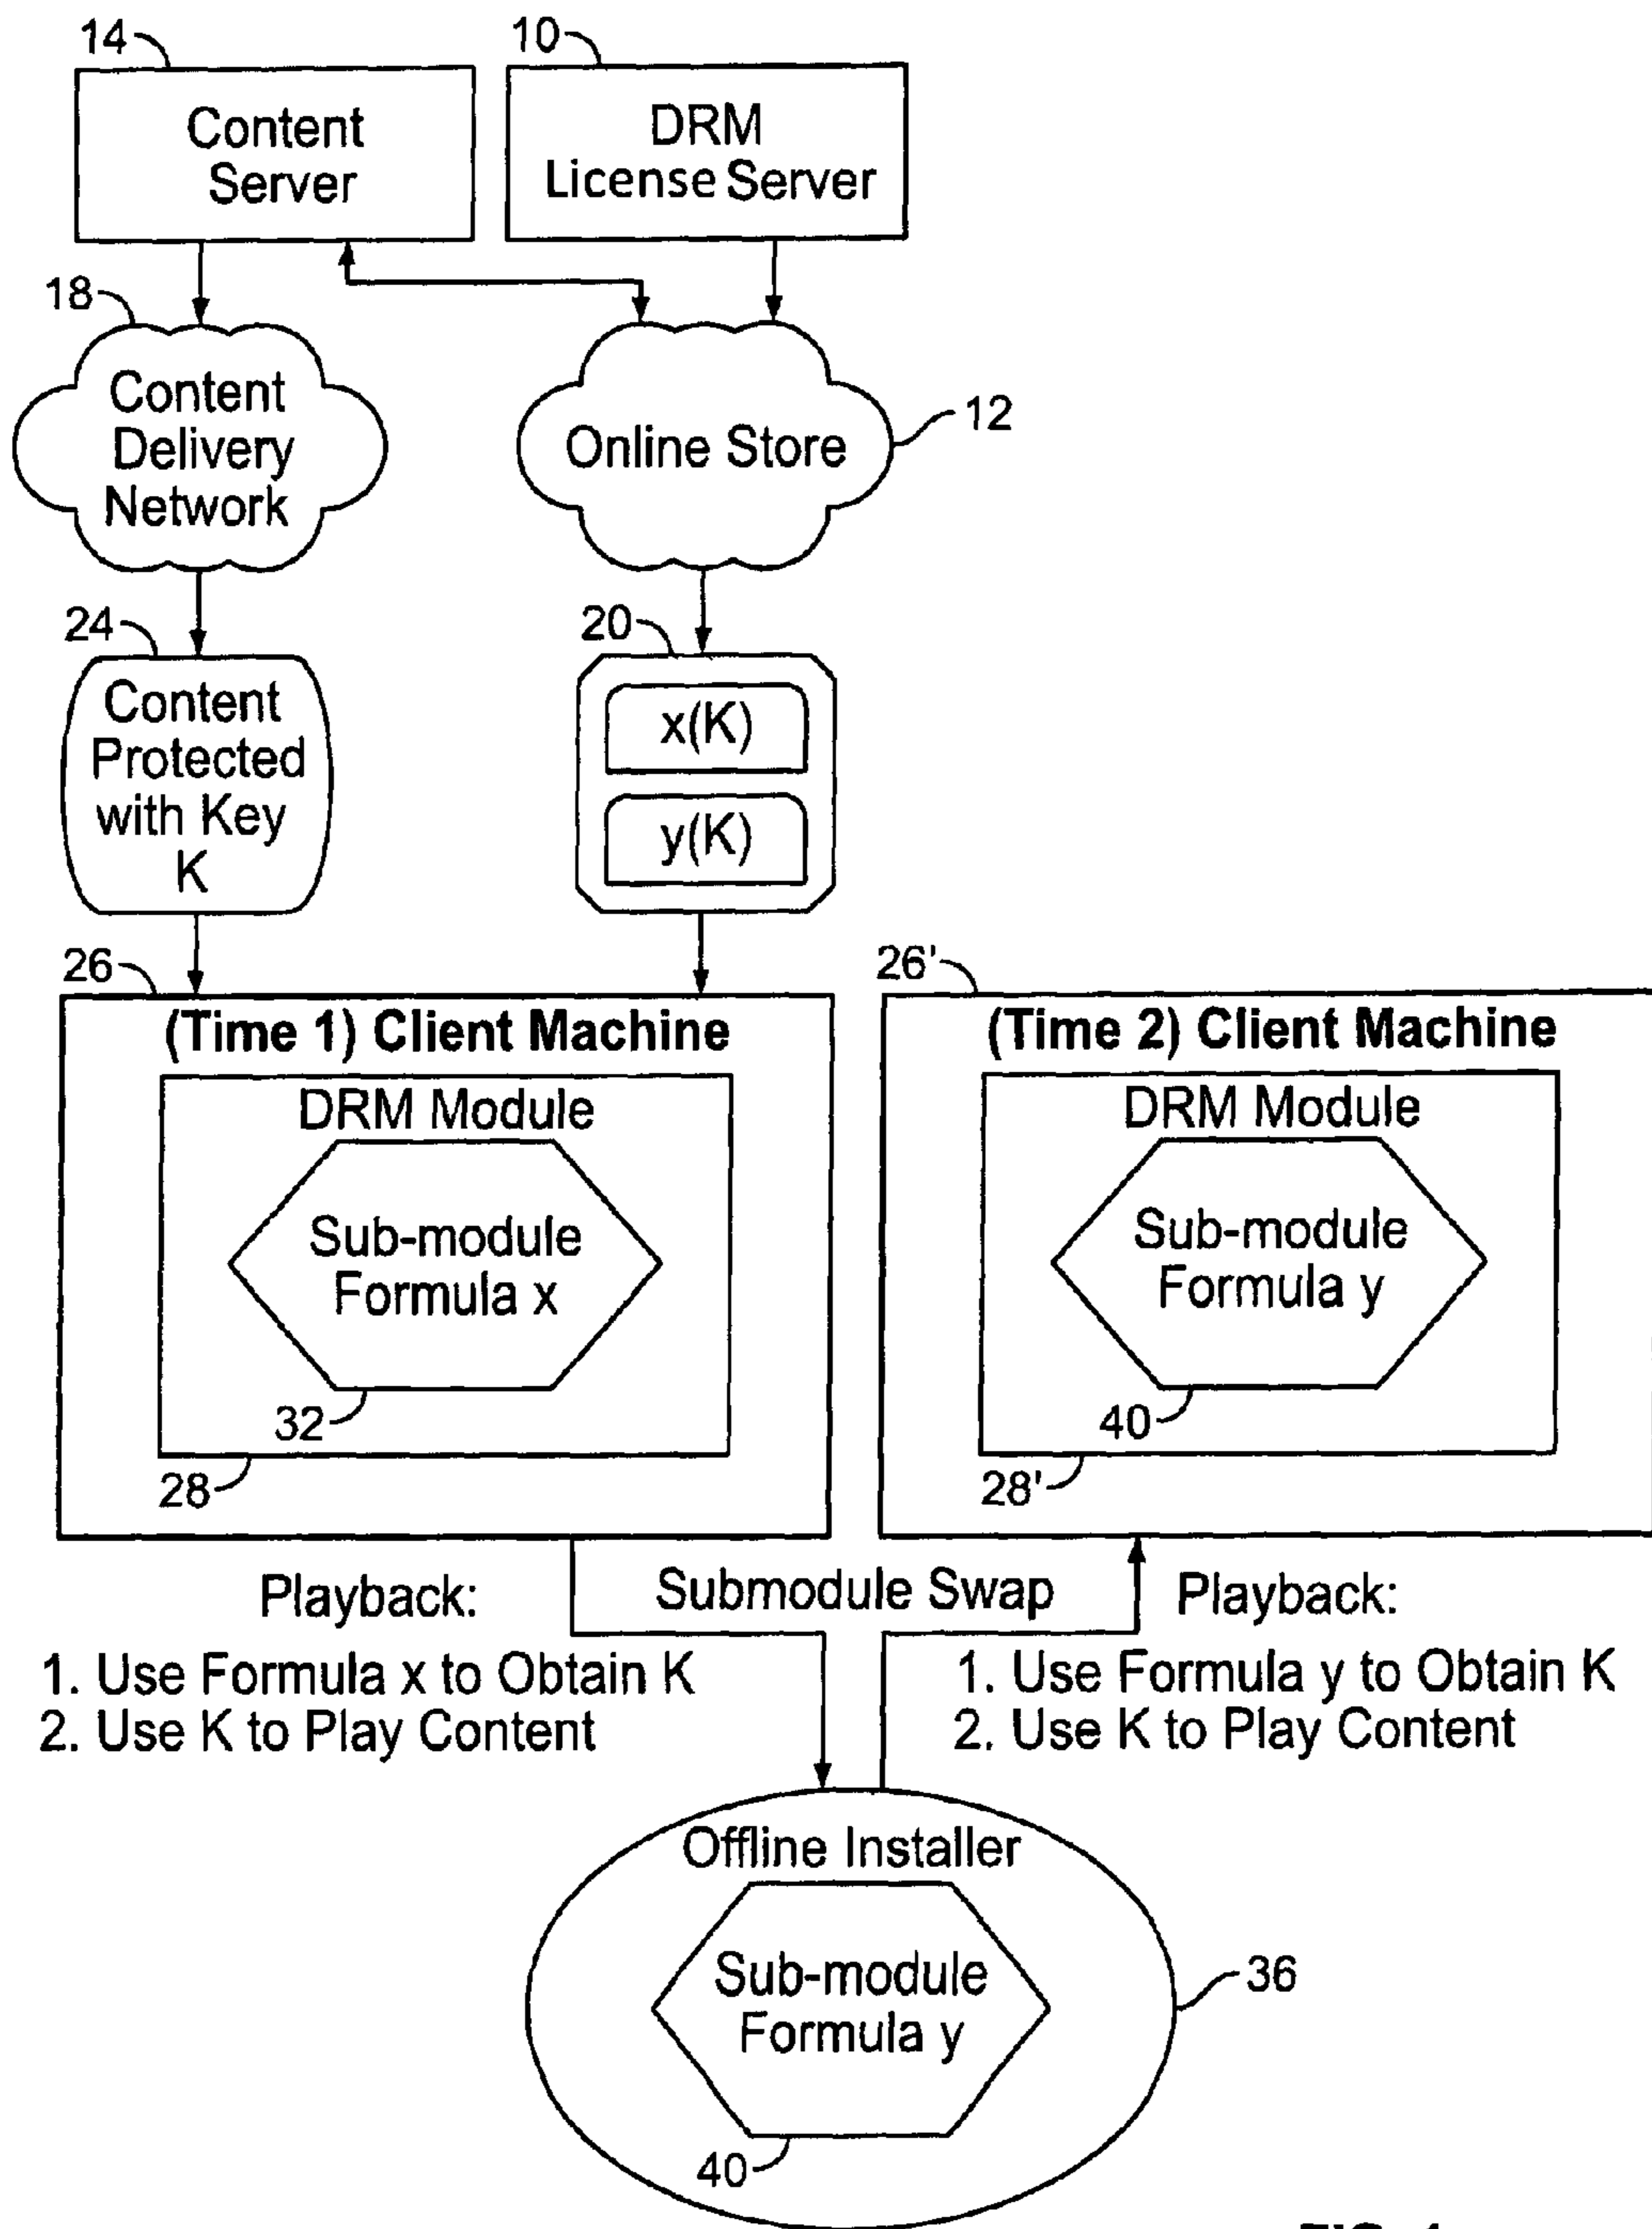 14
10
Content
Server
DRM
License Server
18
Content
Delivery
Network
Online Store
12
24
20
Content
Protected
with Key
K
x(K)
y(K)
26
26'
(Time 1) Client Machine
DRM Module
Sub-module
Formula x
32
28
(Time 2) Client Machine
DRM Module
Sub-module
Formula y
40
28'
Playback:
1. Use Formula x to Obtain K
2. Use K to Play Content
Submodule Swap
Playback:
1. Use Formula y to Obtain K
2. Use K to Play Content
Offline Installer
Sub-module
Formula y
36
40